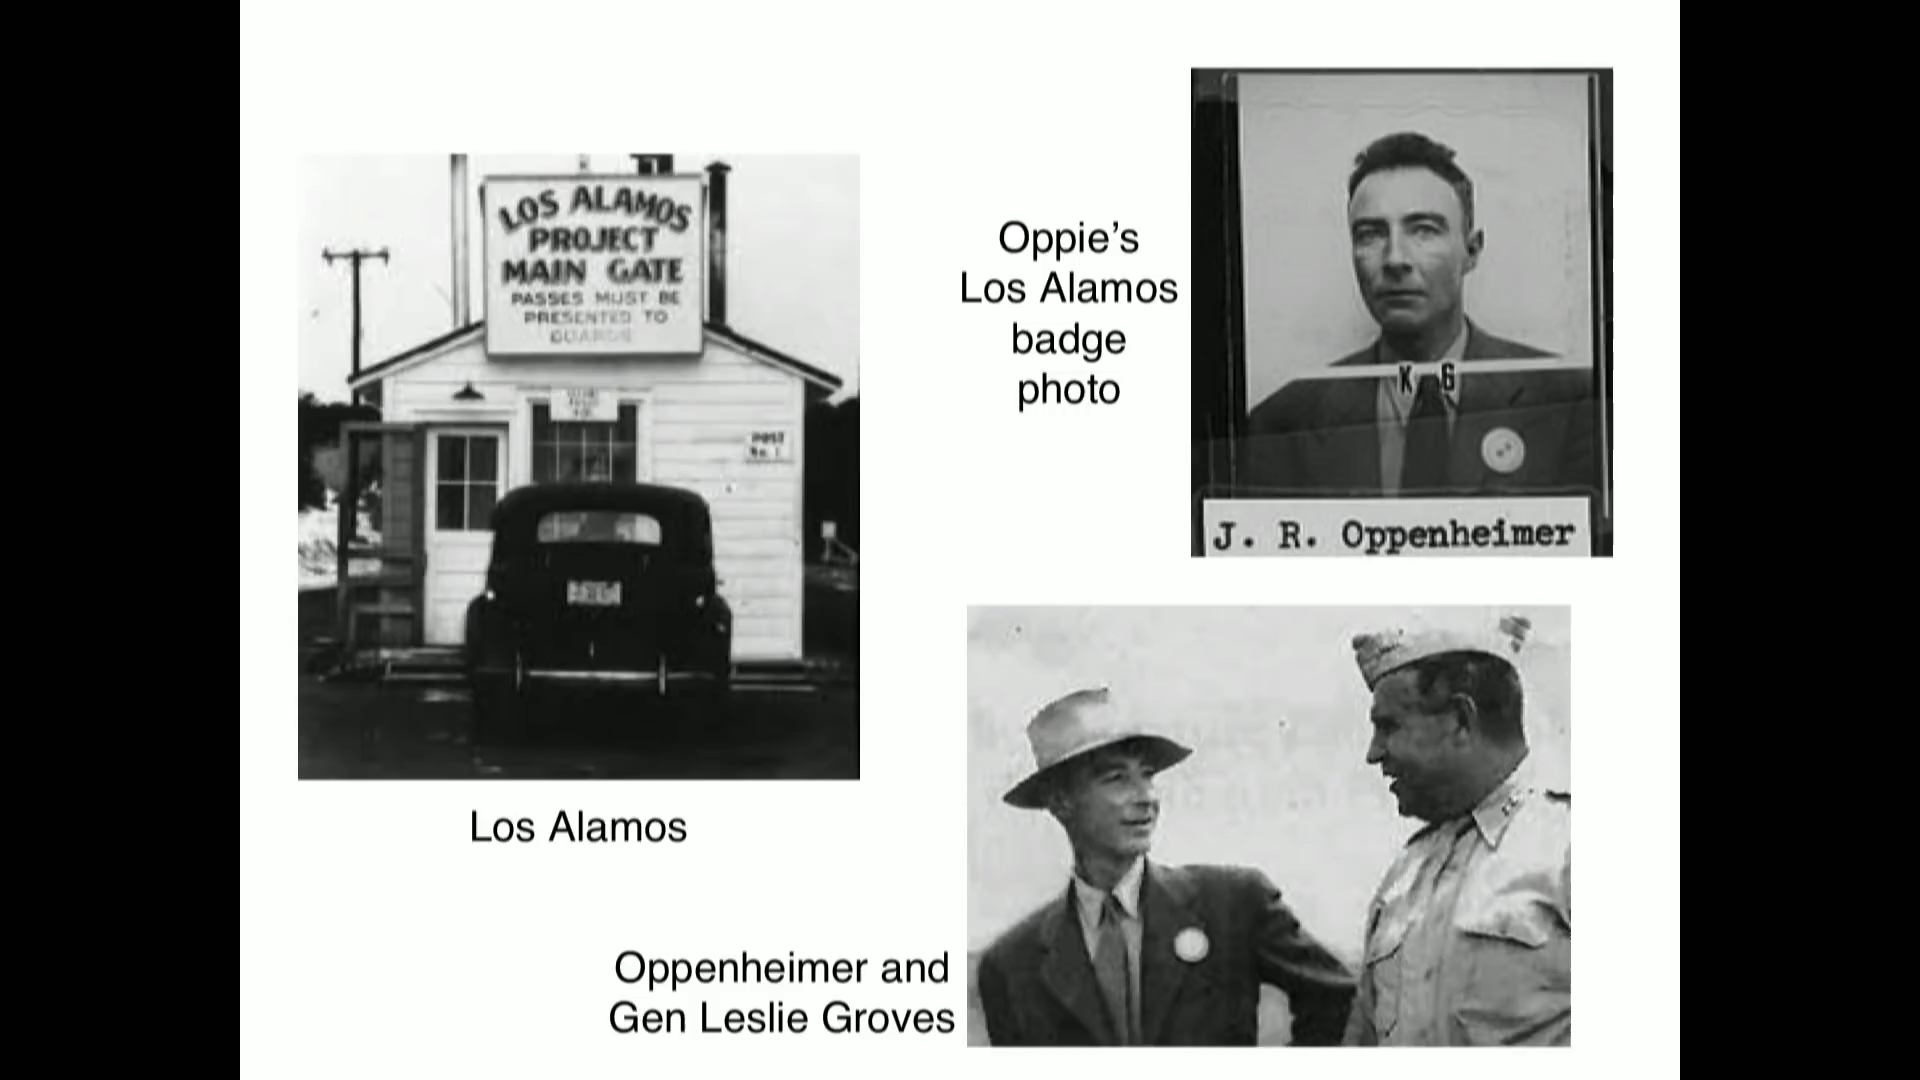 LOS ALAMOS
PROJECT
MAIN GATE
PASSES MUST BE
PRESENTED TO
GUARDS
POST
No. 1
Los Alamos
Oppie's
Los Alamos
badge
photo
K 6
J. R. Oppenheimer
Oppenheimer and
Gen Leslie Groves